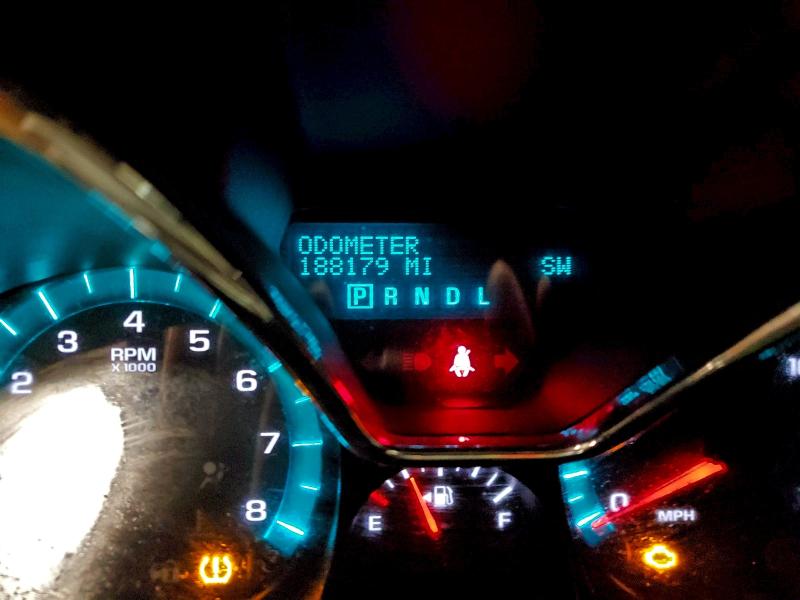 ODOMETER
188179 MI SW
P R N D L
2 3 4 5 6 7 8
RPM
X1000
E F
0
MPH